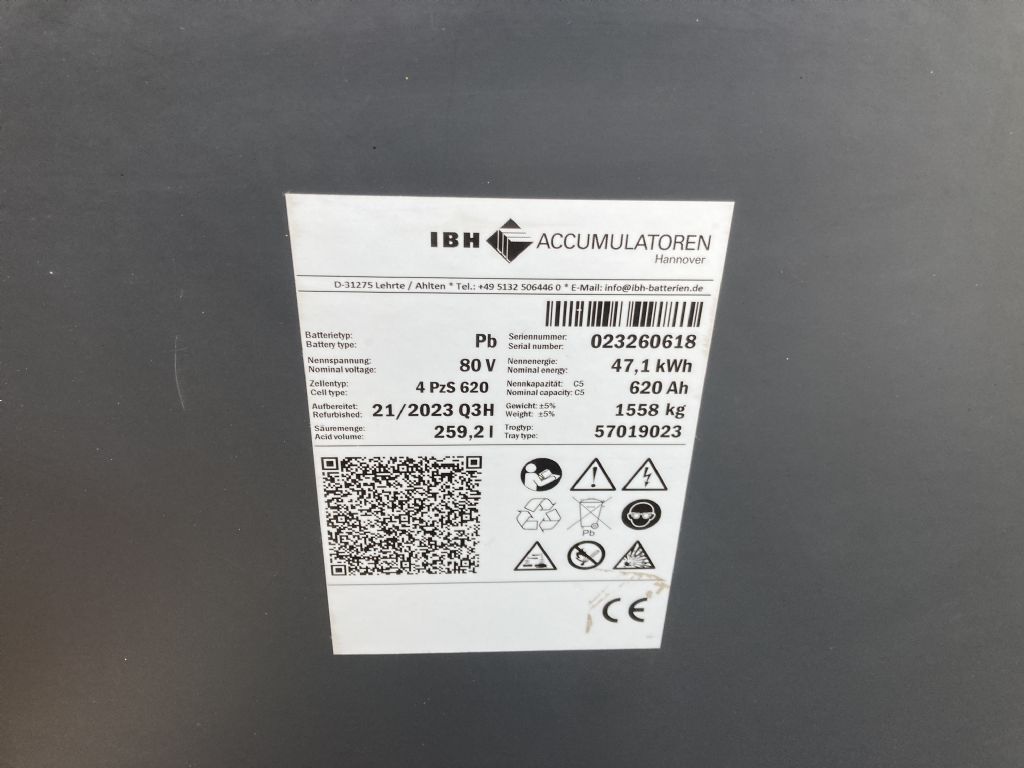 IBH ACCUMULATOREN
Hannover
D-31275 Lehrte / Ahlten * Tel.: +49 5132 506446 0 * E-Mail: info@ibh-batterien.de
Batterietyp: Pb Seriennummer: 023260618
Battery type: Serial number:
Nennspannung: 80 V Nennenergie: 47,1 kWh
Nominal voltage: Nominal energy:
Zellentyp: 4 PzS 620 Nennkapazität: C5 620 Ah
Cell type: Nominal capacity: C5
Aufbereitet: 21/2023 Q3H Gewicht: ±5% 1558 kg
Refurbished: Weight: ±5%
Säuremenge: 259,2 l Trogtyp: 57019023
Acid volume: Tray type:
Pb
CE